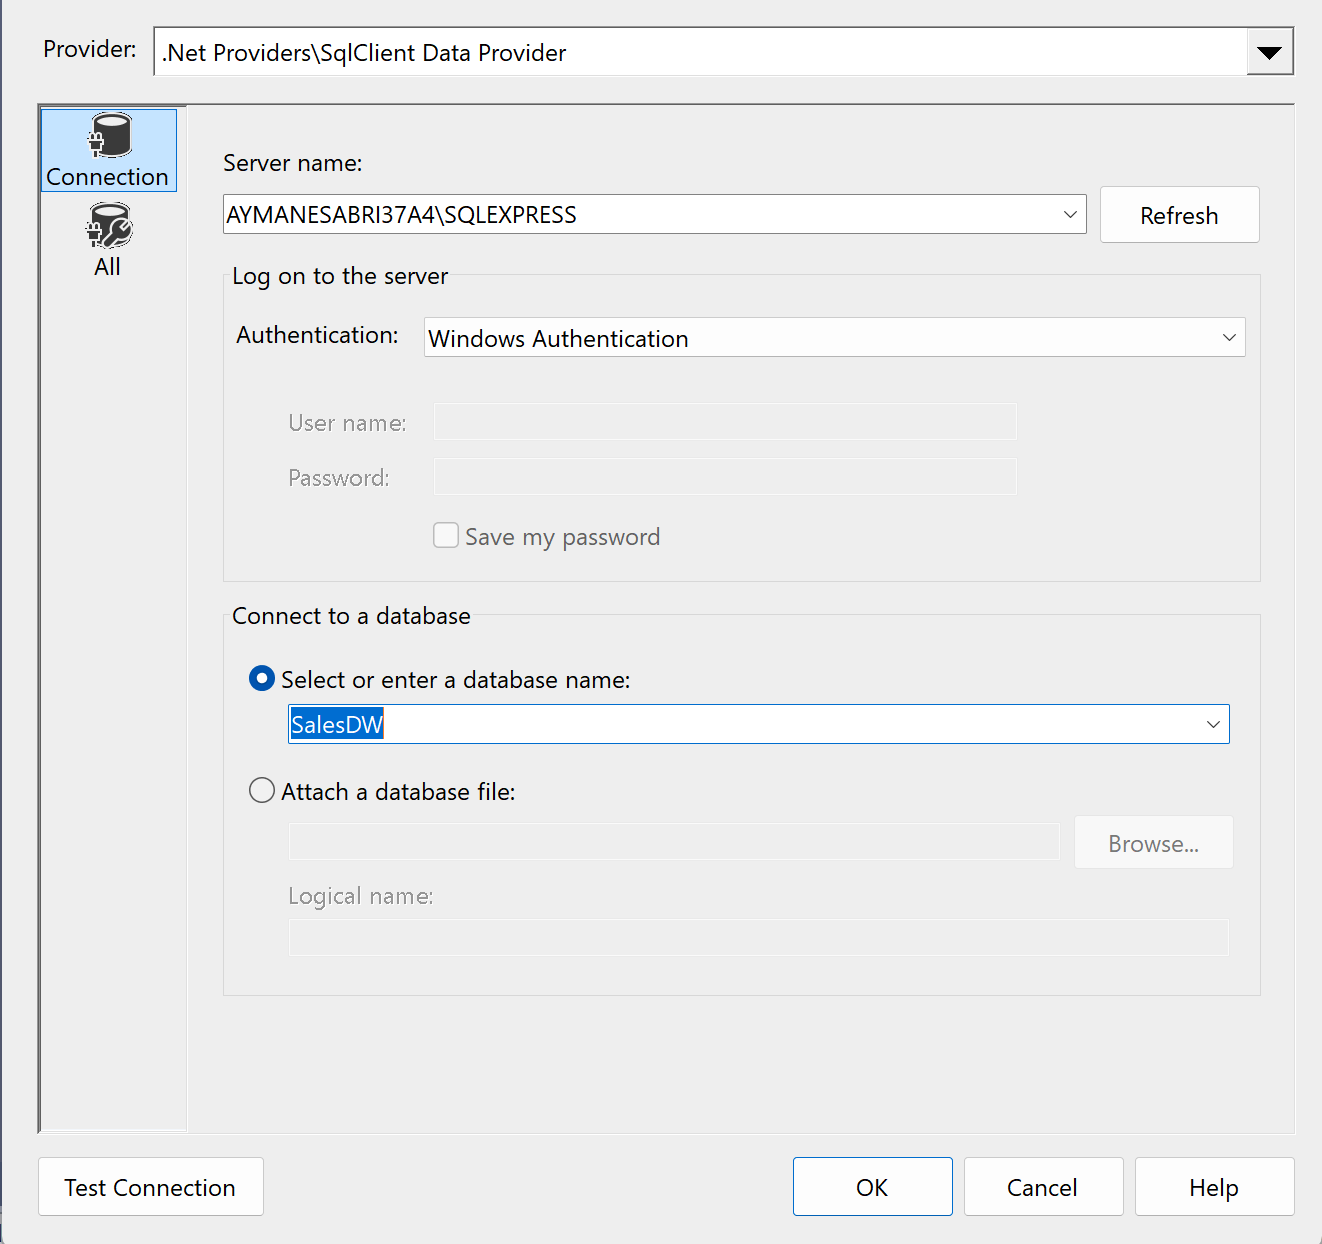 Provider:
.Net Providers\SqlClient Data Provider
Connection
All
Server name:
AYMANESABRI37A4\SQLEXPRESS
Refresh
Log on to the server
Authentication:
Windows Authentication
User name:
Password:
Save my password
Connect to a database
Select or enter a database name:
SalesDW
Attach a database file:
Browse...
Logical name:
Test Connection
OK
Cancel
Help